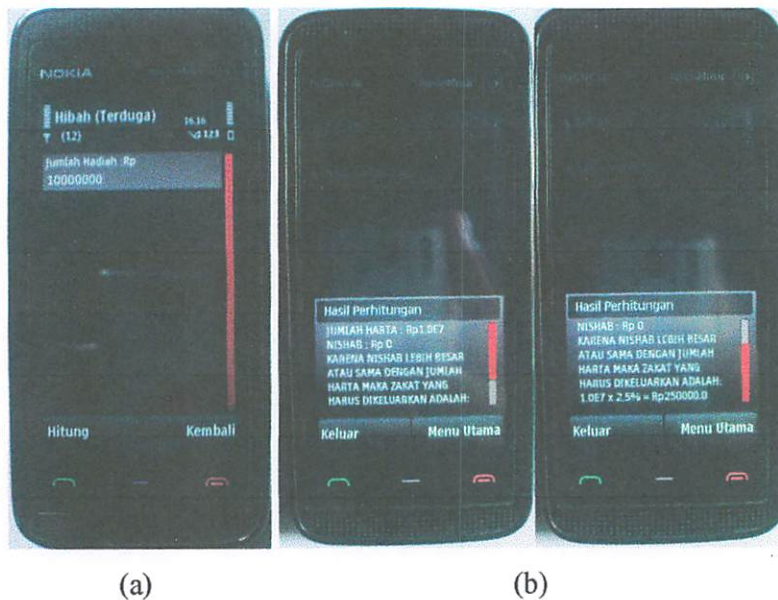 NOKIA
Hibah (Terduga)
16.16
(12)
123
Jumlah Hadiah Rp
10000000
Hitung
Kembali
Hasil Perhitungan
JUMLAH HARTA : Rp1.0E7
NISHAB : Rp 0
KARENA NISHAB LEBIH BESAR
ATAU SAMA DENGAN JUMLAH
HARTA MAKA ZAKAT YANG
HARUS DIKELUARKAN ADALAH:
Keluar
Menu Utama
Hasil Perhitungan
NISHAB : Rp 0
KARENA NISHAB LEBIH BESAR
ATAU SAMA DENGAN JUMLAH
HARTA MAKA ZAKAT YANG
HARUS DIKELUARKAN ADALAH:
1.0E7 x 2.5% = Rp250000.0
Keluar
Menu Utama
(a)
(b)